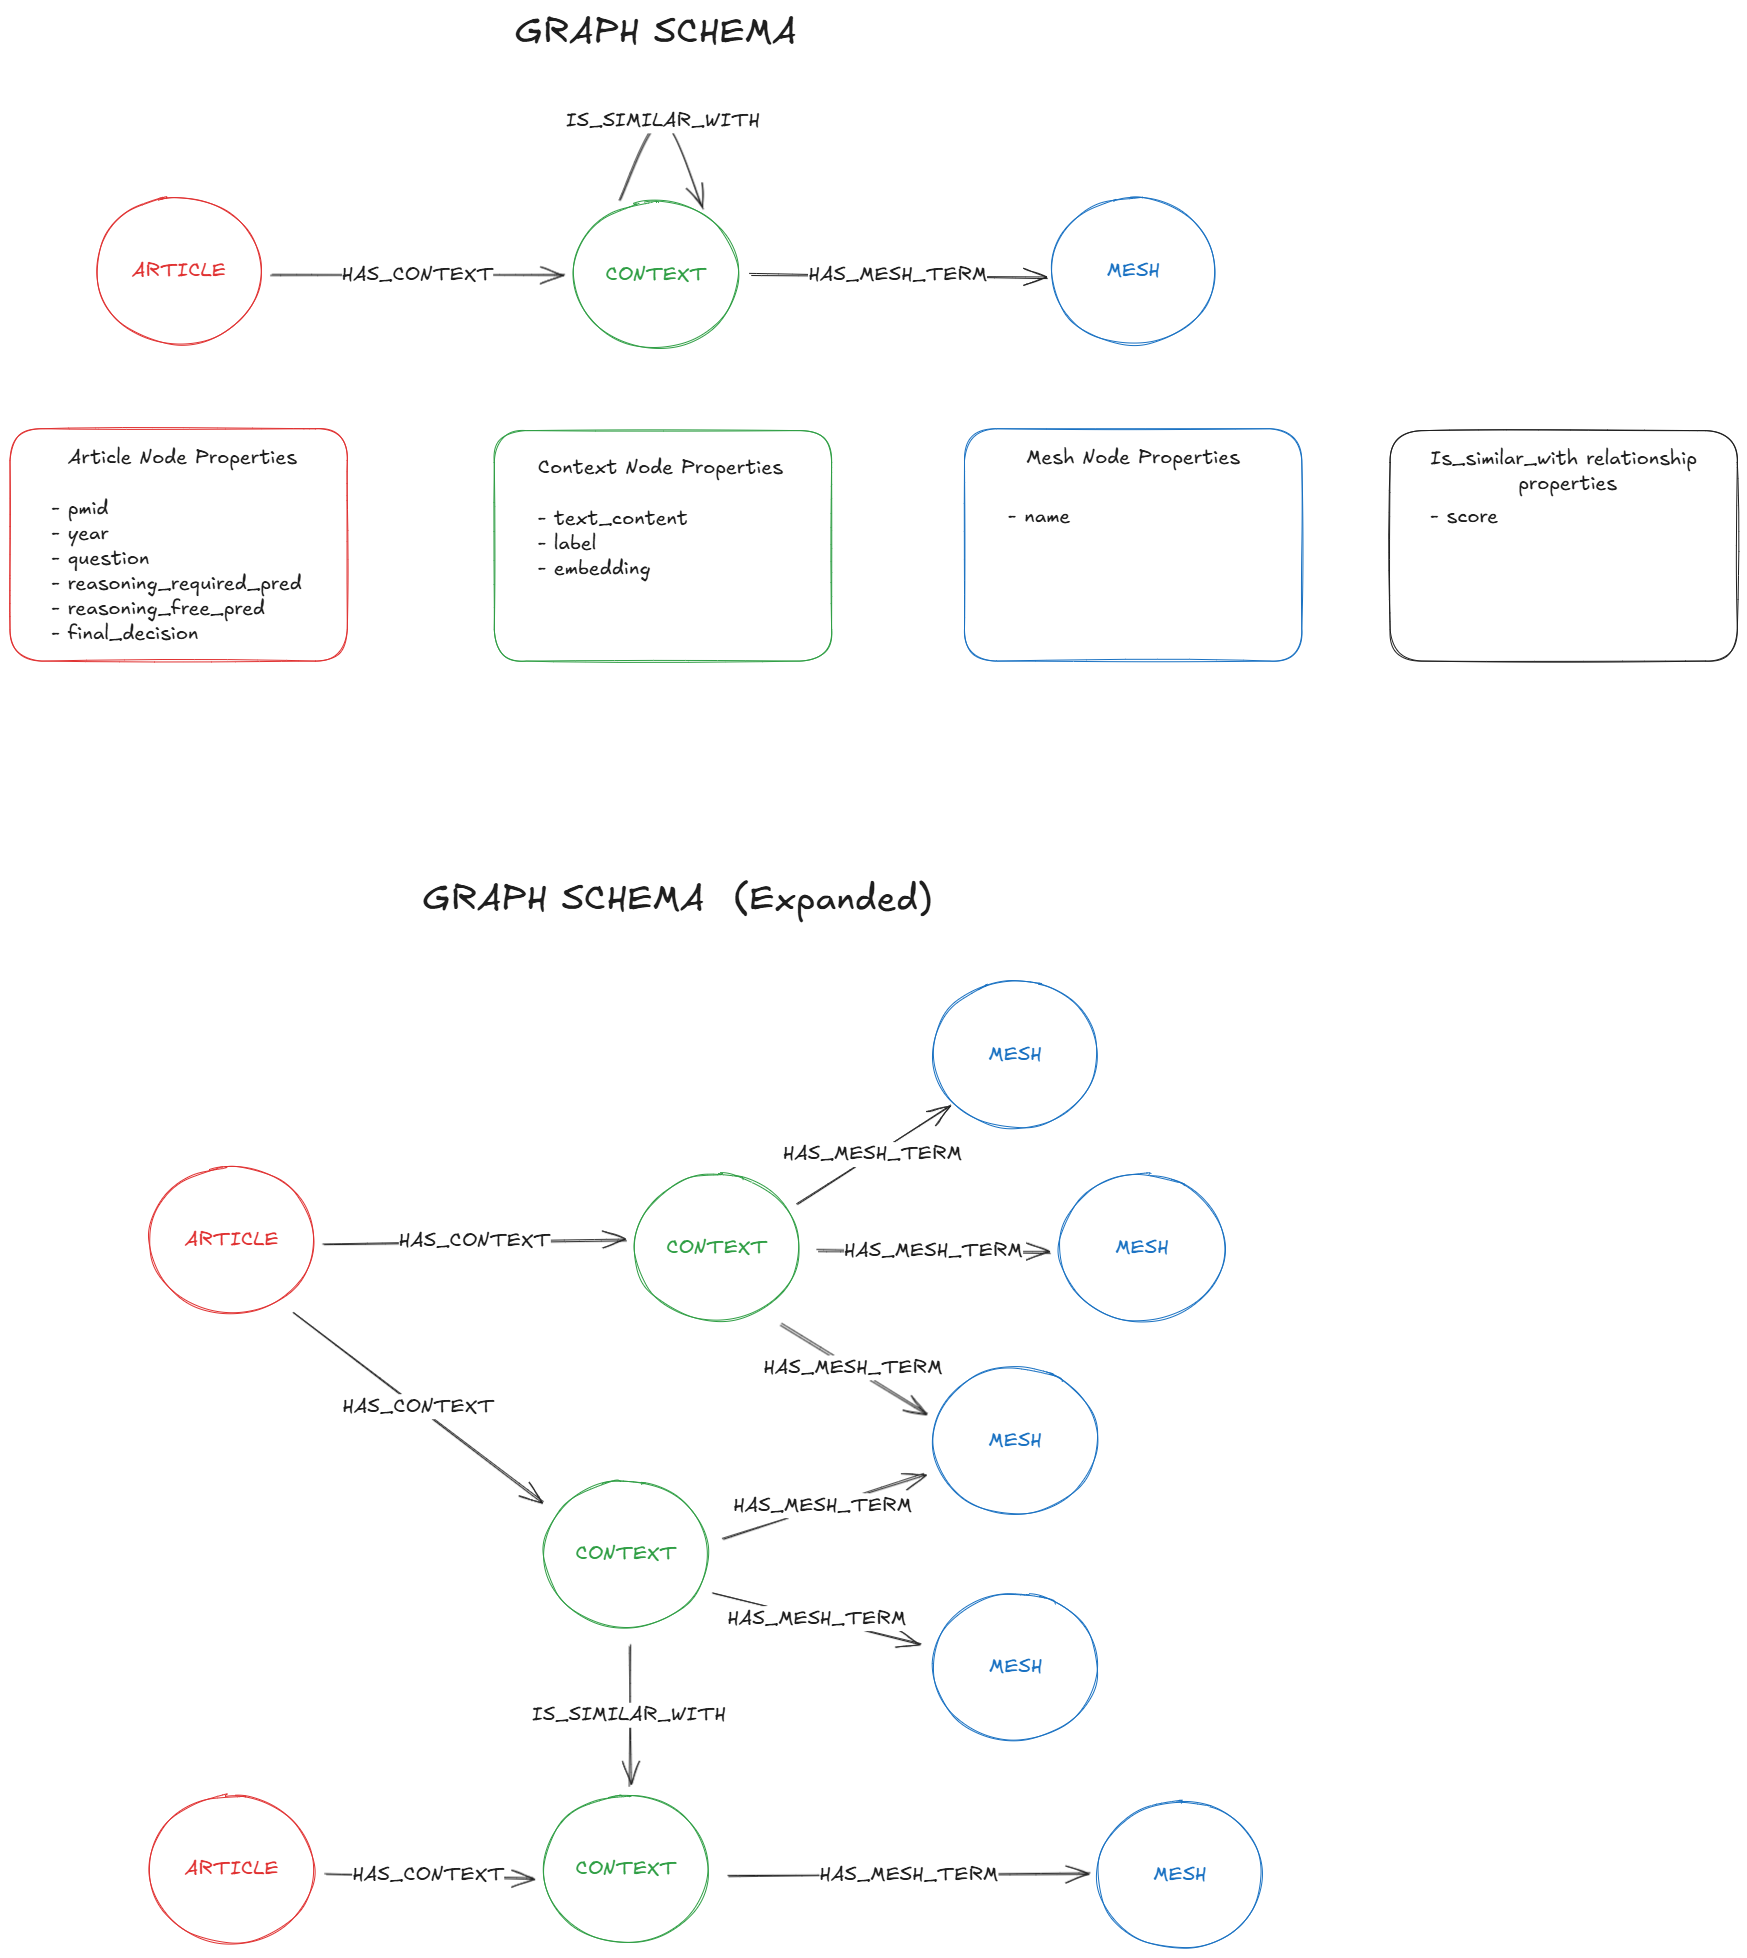 GRAPH SCHEMA
IS_SIMILAR_WITH
ARTICLE
HAS_CONTEXT
CONTEXT
HAS_MESH_TERM
MESH
Article Node Properties
- pmid
- year
- question
- reasoning_required_pred
- reasoning_free_pred
- final_decision
Context Node Properties
- text_content
- label
- embedding
Mesh Node Properties
- name
Is_similar_with relationship
properties
- score
GRAPH SCHEMA (Expanded)
MESH
HAS_MESH_TERM
ARTICLE
HAS_CONTEXT
CONTEXT
HAS_MESH_TERM
MESH
HAS_MESH_TERM
HAS_CONTEXT
MESH
HAS_MESH_TERM
CONTEXT
HAS_MESH_TERM
MESH
IS_SIMILAR_WITH
ARTICLE
HAS_CONTEXT
CONTEXT
HAS_MESH_TERM
MESH